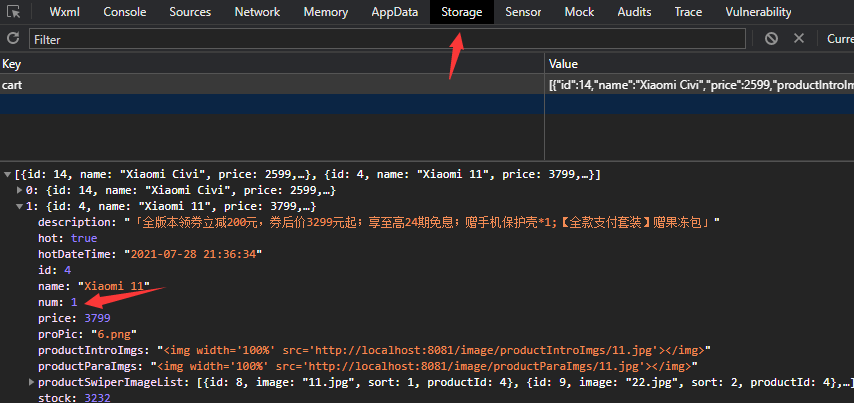 Wxml Console Sources Network Memory AppData Storage Sensor Mock Audits Trace Vulnerability
Filter Curre
Key Value
cart [{"id":14,"name":"Xiaomi Civi","price":2599,"productIntroIm
[{id: 14, name: "Xiaomi Civi", price: 2599,…}, {id: 4, name: "Xiaomi 11", price: 3799,…}]
0: {id: 14, name: "Xiaomi Civi", price: 2599,…}
1: {id: 4, name: "Xiaomi 11", price: 3799,…}
description: "「全版本领券立减200元，券后价3299元起；享至高24期免息；赠手机保护壳*1;【全款支付套装】赠果冻包」"
hot: true
hotDateTime: "2021-07-28 21:36:34"
id: 4
name: "Xiaomi 11"
num: 1
price: 3799
proPic: "6.png"
productIntroImgs: "<img width='100%' src='http://localhost:8081/image/productIntroImgs/11.jpg'></img>"
productParaImgs: "<img width='100%' src='http://localhost:8081/image/productParaImgs/11.jpg'></img>"
productSwiperImageList: [{id: 8, image: "11.jpg", sort: 1, productId: 4}, {id: 9, image: "22.jpg", sort: 2, productId: 4},…]
stock: 3232